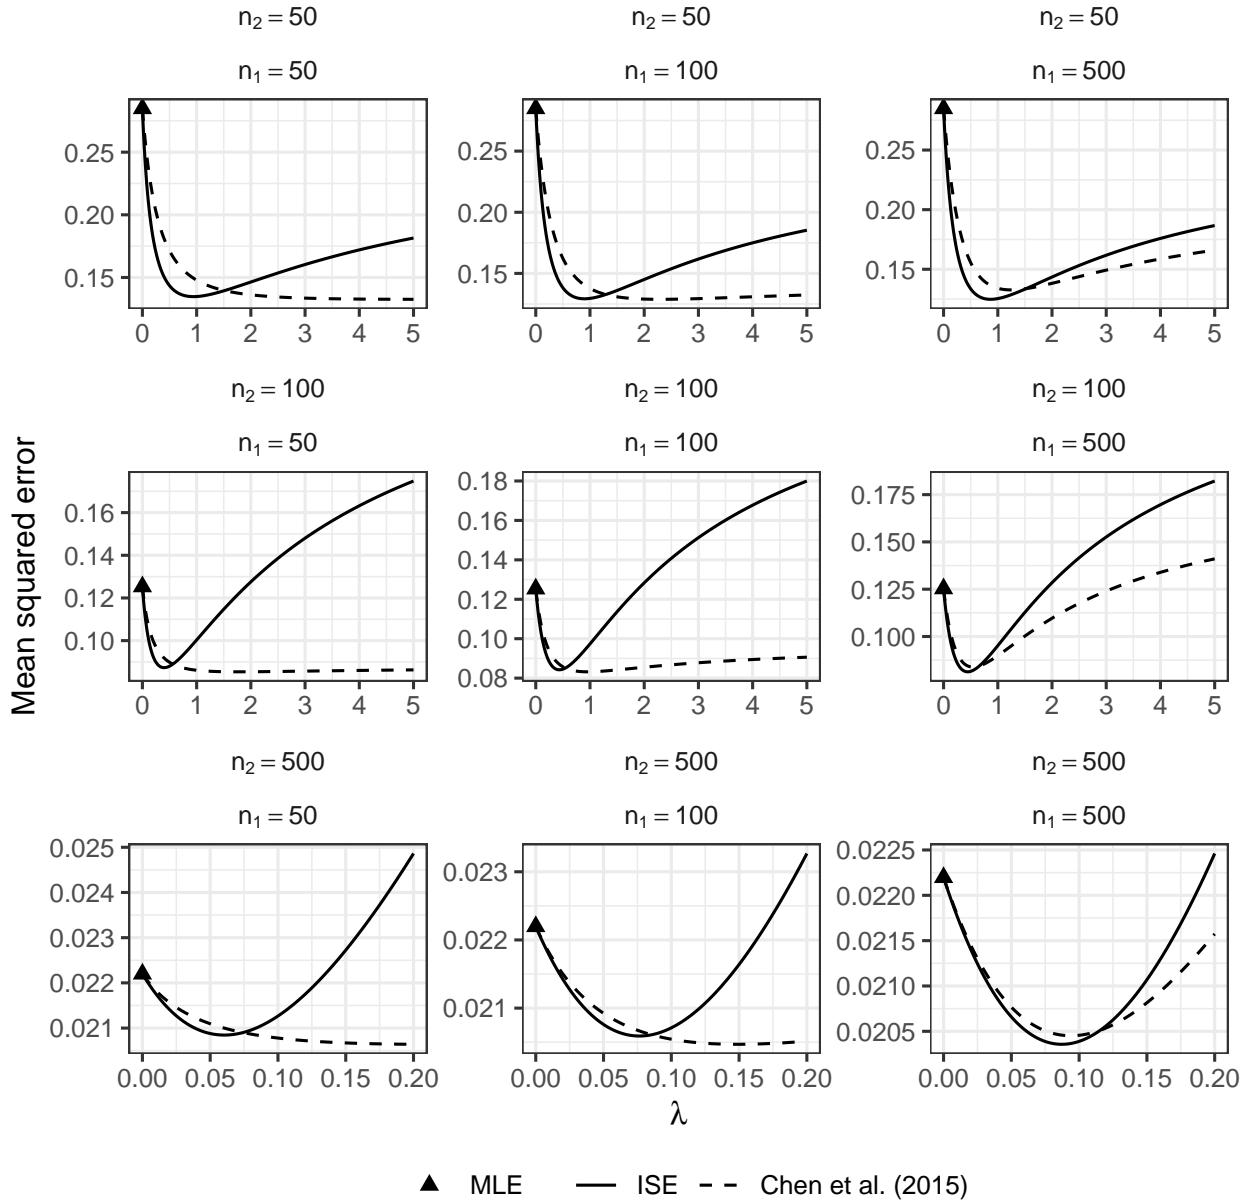 n₂ = 50 n₂ = 50 n₂ = 50
n₁ = 50 n₁ = 100 n₁ = 500
0.25 0.25 0.25
0.20 0.20 0.20
0.15 0.15 0.15
0 1 2 3 4 5 0 1 2 3 4 5 0 1 2 3 4 5
n₂ = 100 n₂ = 100 n₂ = 100
n₁ = 50 n₁ = 100 n₁ = 500
Mean squared error
0.16 0.14 0.12 0.10
0.18 0.16 0.14 0.12 0.10 0.08
0.175 0.150 0.125 0.100
0 1 2 3 4 5 0 1 2 3 4 5 0 1 2 3 4 5
n₂ = 500 n₂ = 500 n₂ = 500
n₁ = 50 n₁ = 100 n₁ = 500
0.025 0.024 0.023 0.022 0.021
0.023 0.022 0.021
0.0225 0.0220 0.0215 0.0210 0.0205
0.00 0.05 0.10 0.15 0.20 0.00 0.05 0.10 0.15 0.20 0.00 0.05 0.10 0.15 0.20
λ
MLE ISE Chen et al. (2015)